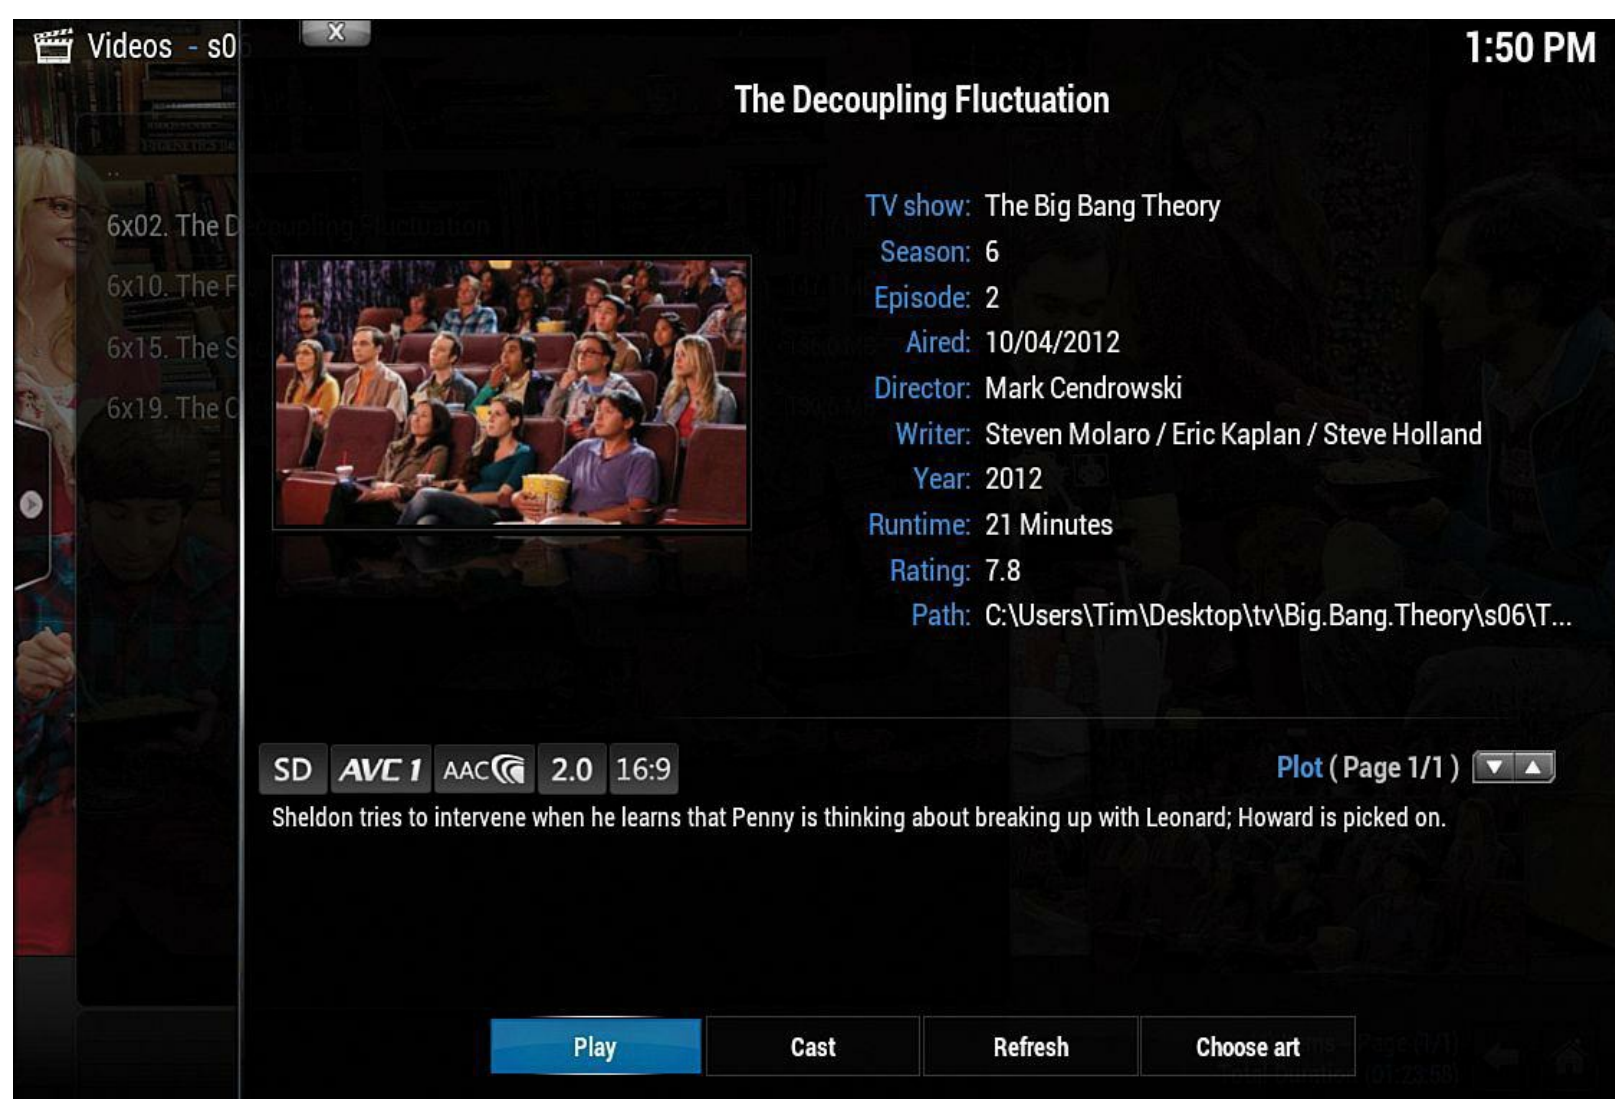 Videos - s0
X
1:50 PM
The Decoupling Fluctuation
6x02. The D
6x10. The F
6x15. The S
6x19. The C
TV show: The Big Bang Theory
Season: 6
Episode: 2
Aired: 10/04/2012
Director: Mark Cendrowski
Writer: Steven Molaro / Eric Kaplan / Steve Holland
Year: 2012
Runtime: 21 Minutes
Rating: 7.8
Path: C:\Users\Tim\Desktop\tv\Big.Bang.Theory\s06\T...
SD AVC 1 AAC 2.0 16:9
Plot ( Page 1/1 )
Sheldon tries to intervene when he learns that Penny is thinking about breaking up with Leonard; Howard is picked on.
Play Cast Refresh Choose art